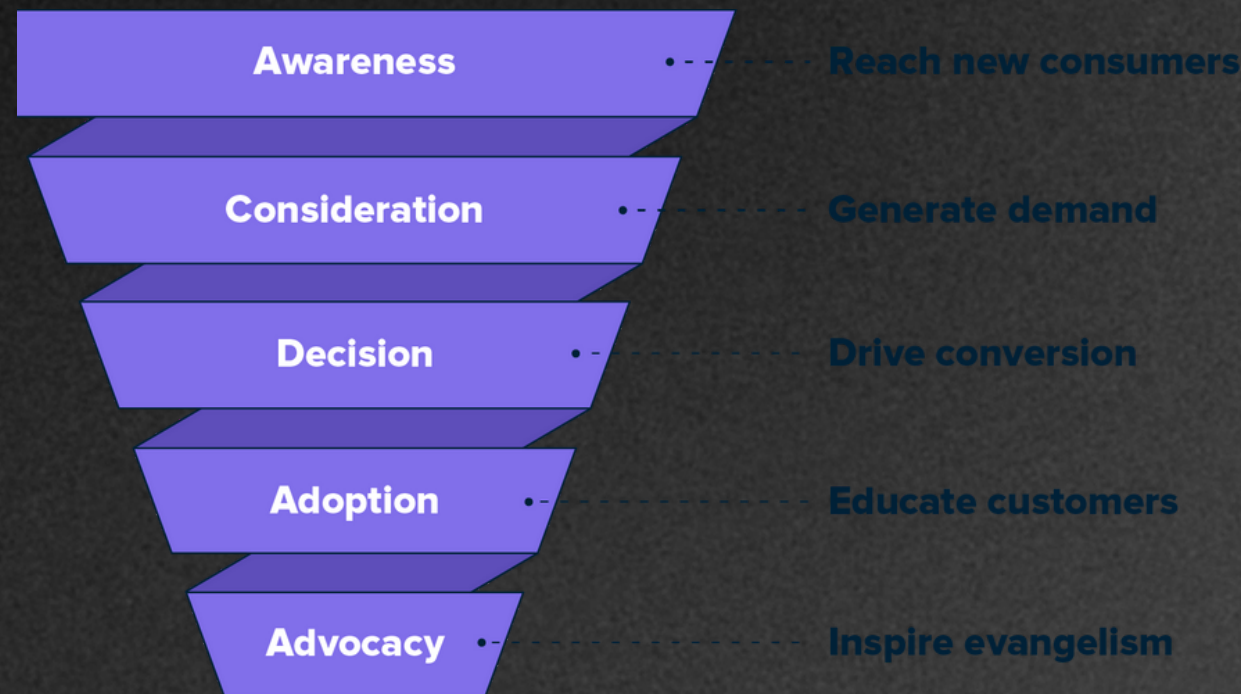 Awareness
Reach new consumers
Consideration
Generate demand
Decision
Drive conversion
Adoption
Educate customers
Advocacy
Inspire evangelism